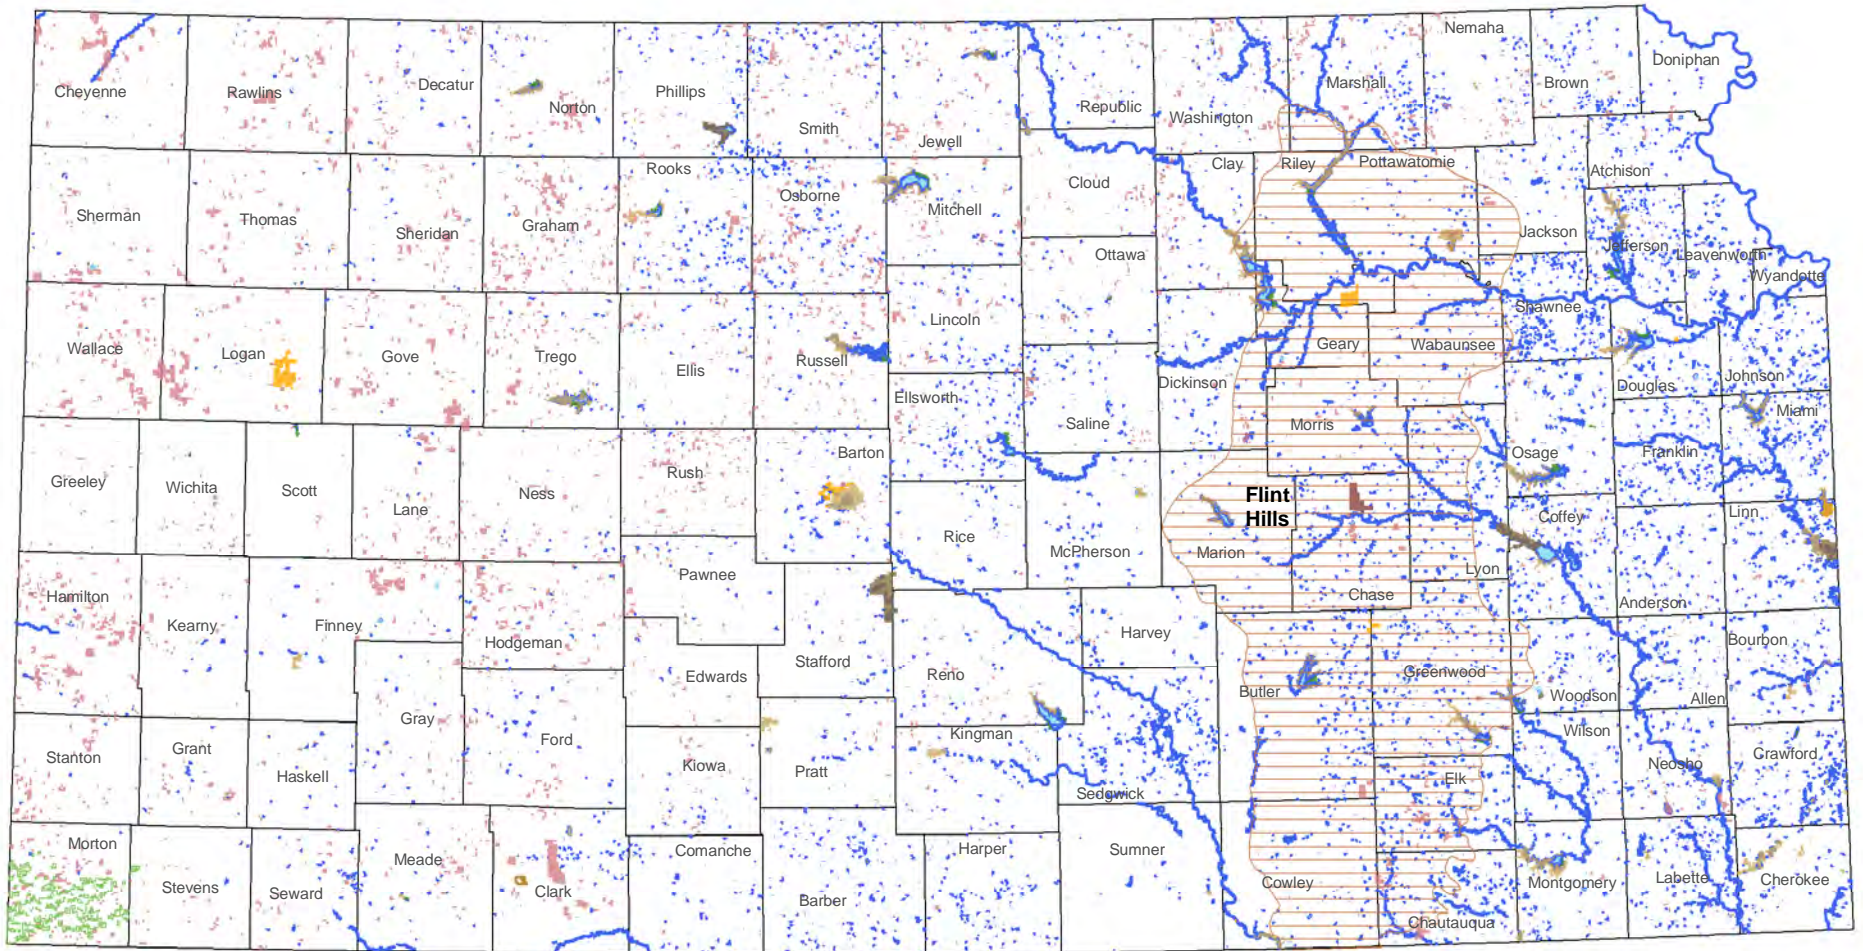 Nemaha
Doniphan
Cheyenne
Rawlins
Decatur
Norton
Phillips
Smith
Jewell
Republic
Washington
Marshall
Brown
Sherman
Thomas
Sheridan
Graham
Rooks
Osborne
Mitchell
Cloud
Clay
Riley
Pottawatomie
Jackson
Atchison
Jefferson
Leavenworth
Wyandotte
Ottawa
Wallace
Logan
Gove
Trego
Ellis
Russell
Lincoln
Ellsworth
Saline
Dickinson
Geary
Wabaunsee
Shawnee
Douglas
Johnson
Miami
Morris
Osage
Franklin
Greeley
Wichita
Scott
Lane
Ness
Rush
Barton
Rice
McPherson
Marion
Flint
Hills
Chase
Lyon
Coffey
Linn
Anderson
Hamilton
Kearny
Finney
Hodgeman
Pawnee
Edwards
Stafford
Reno
Harvey
Butler
Greenwood
Woodson
Allen
Bourbon
Stanton
Grant
Haskell
Gray
Ford
Kiowa
Pratt
Kingman
Sedgwick
Elk
Wilson
Neosho
Crawford
Morton
Stevens
Seward
Meade
Clark
Comanche
Barber
Harper
Sumner
Cowley
Chautauqua
Montgomery
Labette
Cherokee